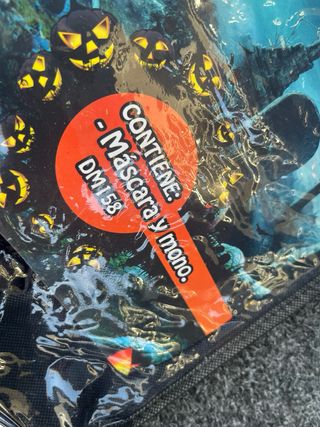 CONTIENE:
- Máscara y mono.
DM158